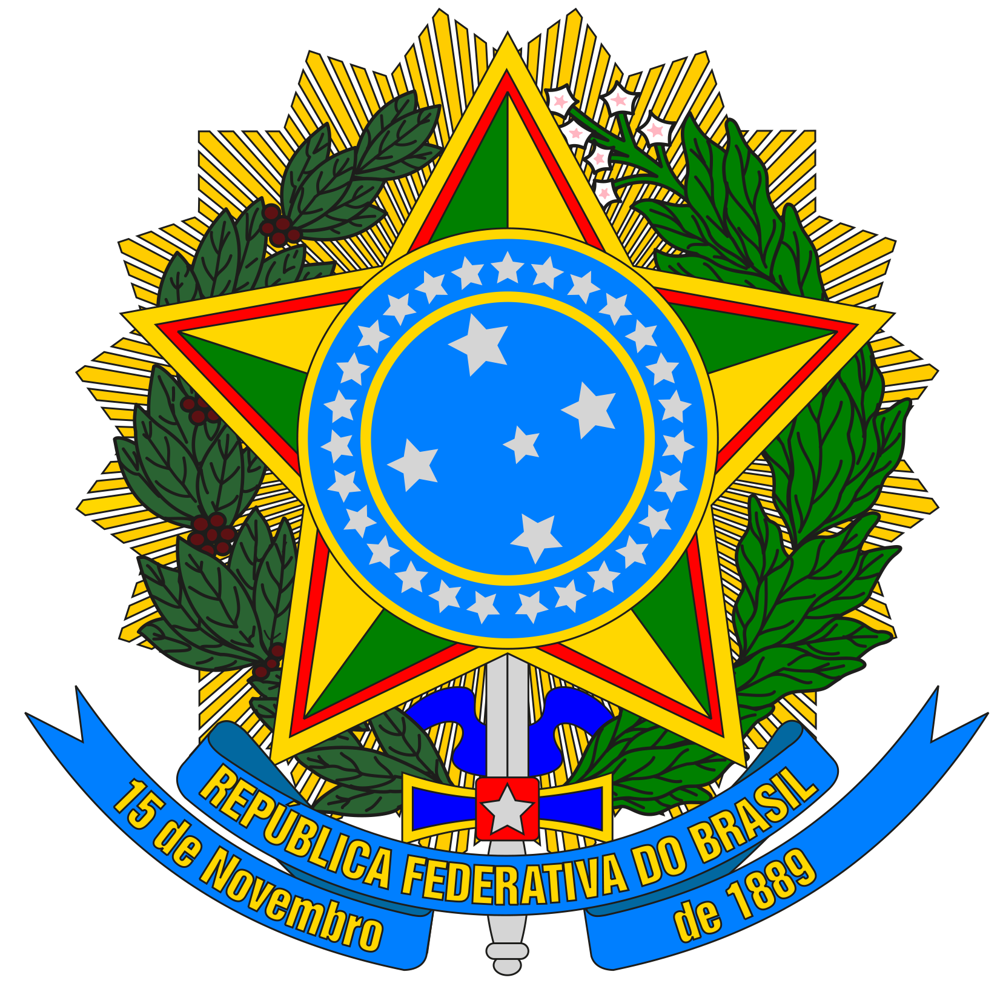 REPÚBLICA FEDERATIVA DO BRASIL
15 de Novembro
de 1889